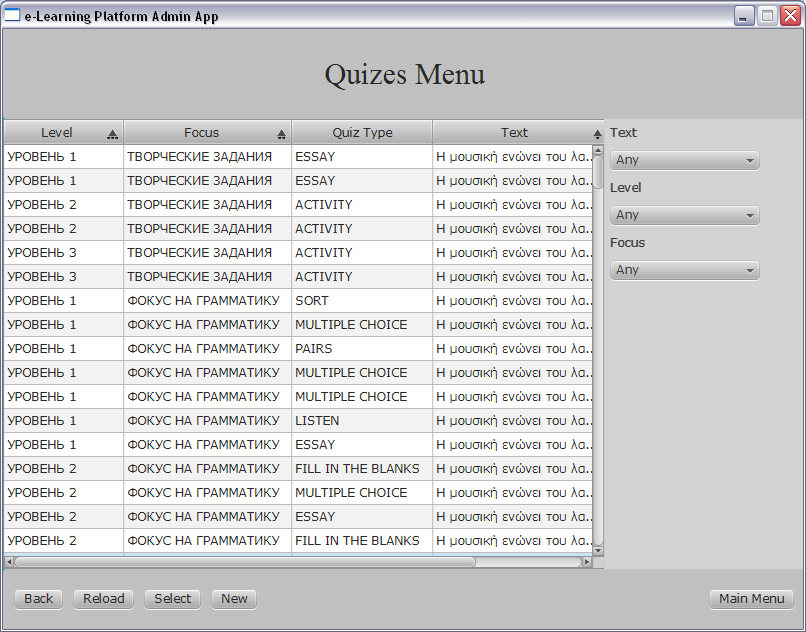 e-Learning Platform Admin App
Quizes Menu
Level Focus Quiz Type Text
УРОВЕНЬ 1 ТВОРЧЕСКИЕ ЗАДАНИЯ ESSAY Η μουσική ενώνει του λα..
УРОВЕНЬ 1 ТВОРЧЕСКИЕ ЗАДАНИЯ ESSAY Η μουσική ενώνει του λα..
УРОВЕНЬ 2 ТВОРЧЕСКИЕ ЗАДАНИЯ ACTIVITY Η μουσική ενώνει του λα..
УРОВЕНЬ 2 ТВОРЧЕСКИЕ ЗАДАНИЯ ACTIVITY Η μουσική ενώνει του λα..
УРОВЕНЬ 3 ТВОРЧЕСКИЕ ЗАДАНИЯ ACTIVITY Η μουσική ενώνει του λα..
УРОВЕНЬ 3 ТВОРЧЕСКИЕ ЗАДАНИЯ ACTIVITY Η μουσική ενώνει του λα..
УРОВЕНЬ 1 ФОКУС НА ГРАММАТИКУ SORT Η μουσική ενώνει του λα..
УРОВЕНЬ 1 ФОКУС НА ГРАММАТИКУ MULTIPLE CHOICE Η μουσική ενώνει του λα..
УРОВЕНЬ 1 ФОКУС НА ГРАММАТИКУ PAIRS Η μουσική ενώνει του λα..
УРОВЕНЬ 1 ФОКУС НА ГРАММАТИКУ MULTIPLE CHOICE Η μουσική ενώνει του λα..
УРОВЕНЬ 1 ФОКУС НА ГРАММАТИКУ MULTIPLE CHOICE Η μουσική ενώνει του λα..
УРОВЕНЬ 1 ФОКУС НА ГРАММАТИКУ LISTEN Η μουσική ενώνει του λα..
УРОВЕНЬ 1 ФОКУС НА ГРАММАТИКУ ESSAY Η μουσική ενώνει του λα..
УРОВЕНЬ 2 ФОКУС НА ГРАММАТИКУ FILL IN THE BLANKS Η μουσική ενώνει του λα..
УРОВЕНЬ 2 ФОКУС НА ГРАММАТИКУ MULTIPLE CHOICE Η μουσική ενώνει του λα..
УРОВЕНЬ 2 ФОКУС НА ГРАММАТИКУ ESSAY Η μουσική ενώνει του λα..
УРОВЕНЬ 2 ФОКУС НА ГРАММАТИКУ FILL IN THE BLANKS Η μουσική ενώνει του λα..
Text
Any
Level
Any
Focus
Any
Back Reload Select New Main Menu